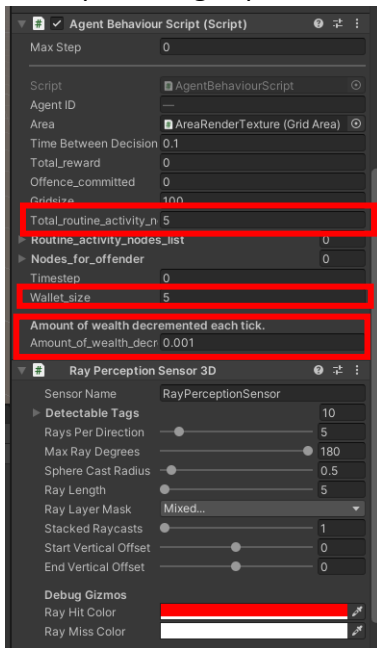 Agent Behaviour Script (Script)
Max Step 0
Script AgentBehaviourScript
Agent ID —
Area AreaRenderTexture (Grid Area)
Time Between Decision 0.1
Total_reward 0
Offence_committed 0
Gridsize 100
Total_routine_activity_n 5
Routine_activity_nodes_list 0
Nodes_for_offender 0
Timestep 0
Wallet_size 5
Amount of wealth decremented each tick.
Amount_of_wealth_decr 0.001
# Ray Perception Sensor 3D
Sensor Name RayPerceptionSensor
Detectable Tags 10
Rays Per Direction 5
Max Ray Degrees 180
Sphere Cast Radius 0.5
Ray Length 5
Ray Layer Mask Mixed...
Stacked Raycasts 1
Start Vertical Offset 0
End Vertical Offset 0
Debug Gizmos
Ray Hit Color
Ray Miss Color